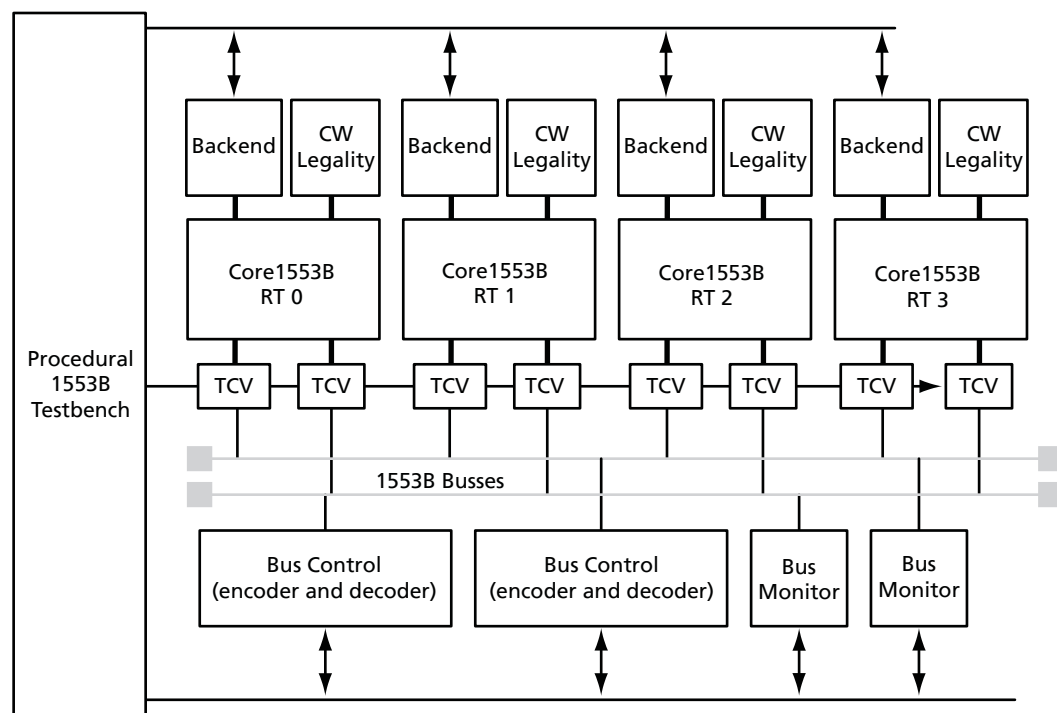 Backend
CW
Legality
Backend
CW
Legality
Backend
CW
Legality
Backend
CW
Legality
Core1553B
RT 0
Core1553B
RT 1
Core1553B
RT 2
Core1553B
RT 3
Procedural
1553B
Testbench
TCV
TCV
TCV
TCV
TCV
TCV
TCV
TCV
1553B Busses
Bus Control
(encoder and decoder)
Bus Control
(encoder and decoder)
Bus
Monitor
Bus
Monitor